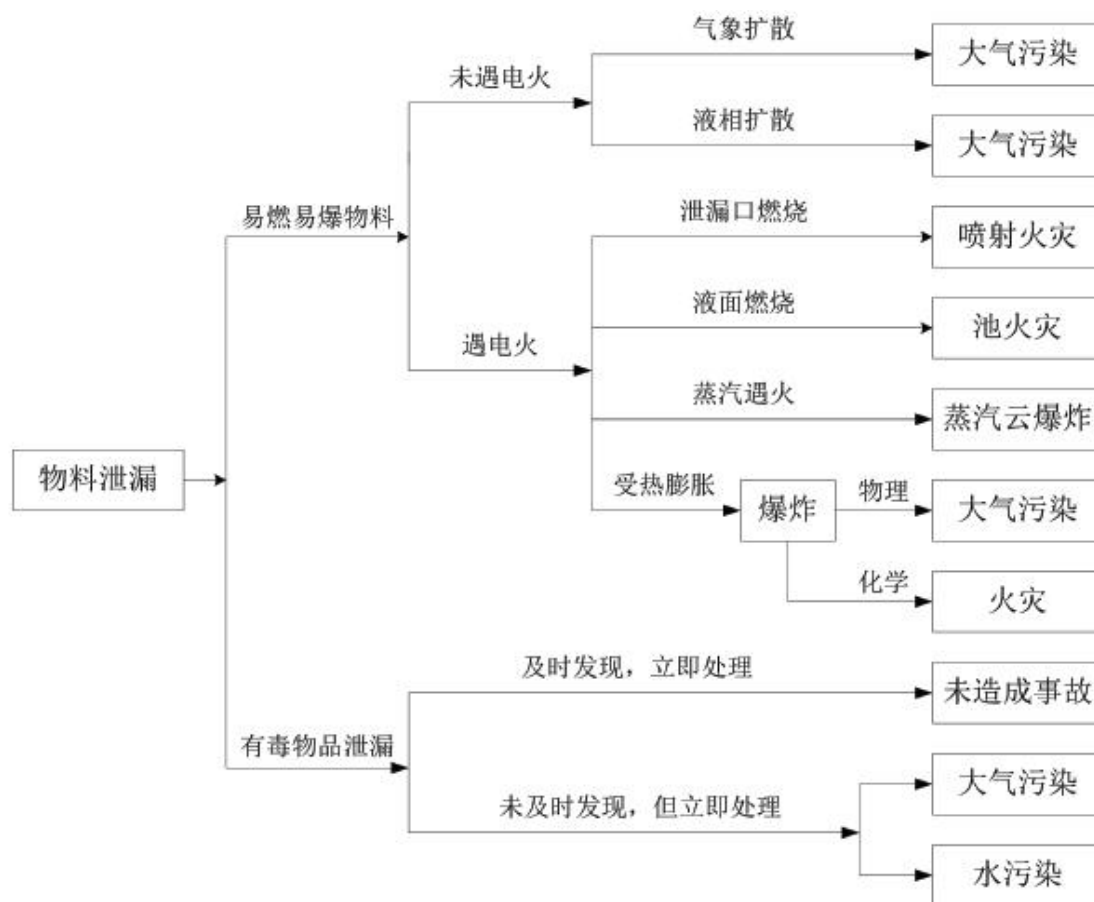 气象扩散
大气污染
未遇电火
液相扩散
大气污染
易燃易爆物料
泄漏口燃烧
喷射火灾
液面燃烧
池火灾
遇电火
蒸汽遇火
蒸汽云爆炸
物料泄漏
受热膨胀
爆炸
物理
大气污染
化学
火灾
及时发现，立即处理
未造成事故
有毒物品泄漏
大气污染
未及时发现，但立即处理
水污染